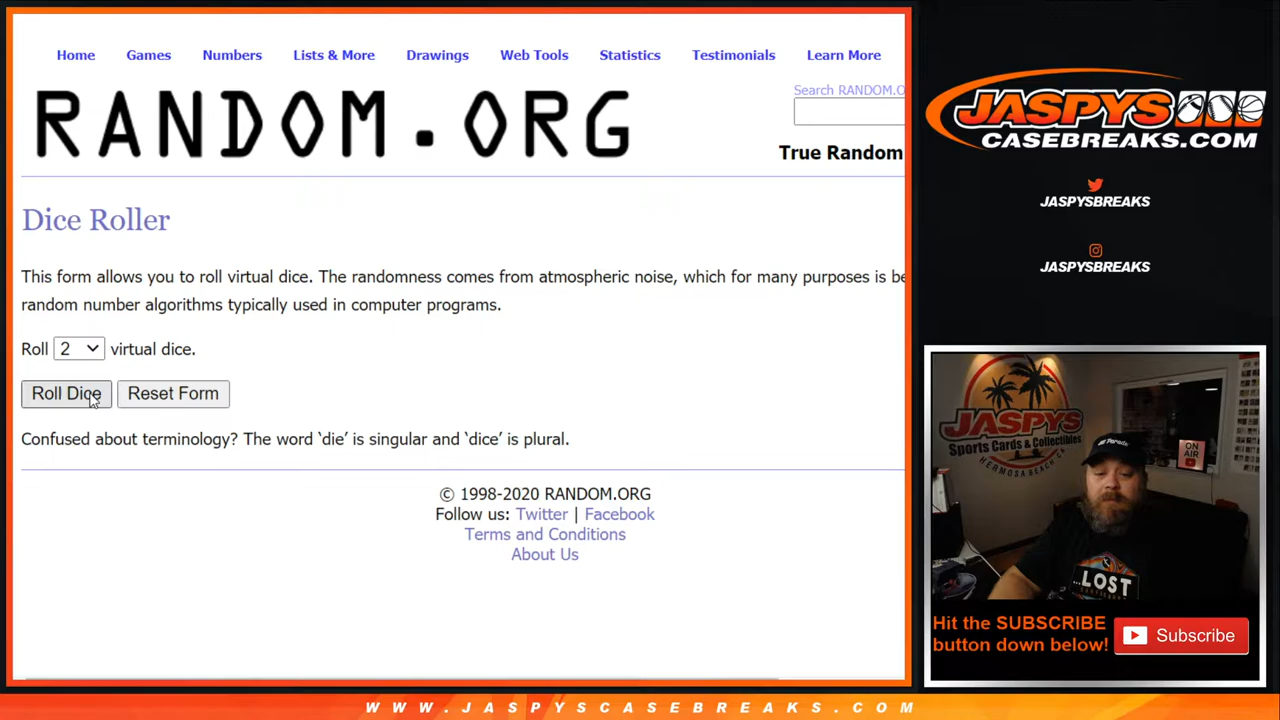 Home Games Numbers Lists & More Drawings Web Tools Statistics Testimonials Learn More
RANDOM.ORG
Search RANDOM.O
True Random
Dice Roller
This form allows you to roll virtual dice. The randomness comes from atmospheric noise, which for many purposes is be
random number algorithms typically used in computer programs.
Roll 2 virtual dice.
Roll Dice Reset Form
Confused about terminology? The word ‘die’ is singular and ‘dice’ is plural.
© 1998-2020 RANDOM.ORG
Follow us: Twitter | Facebook
Terms and Conditions
About Us
JASPYS
CASEBREAKS.COM
JASPYSBREAKS
JASPYSBREAKS
JASPYS
Sports Cards & Collectibles
HERMOSA BEACH CA
ON
AIR
...LOST
Hit the SUBSCRIBE
button down below!
Subscribe
WWW.JASPYSCASEBREAKS.COM